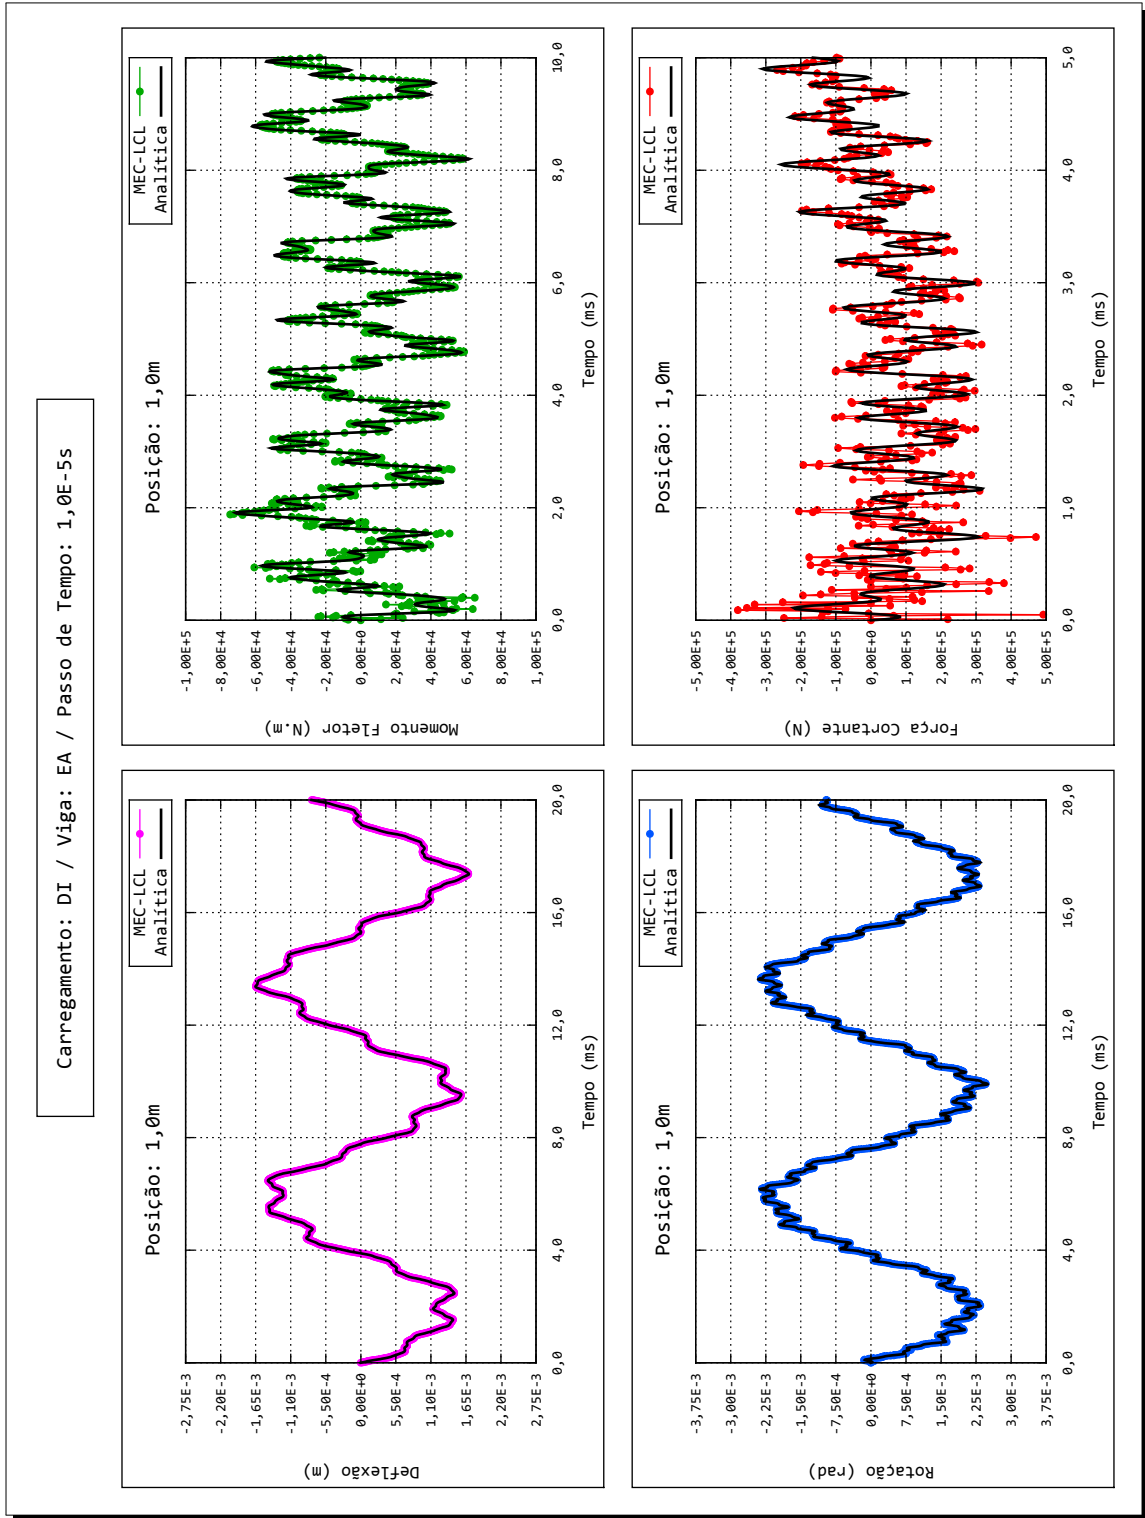 Carregamento: DI / Viga: EA / Passo de Tempo: 1,0E-5s
Posição: 1,0m
MEC-LCL
Analítica
-2,75E-3
-2,20E-3
-1,65E-3
-1,10E-3
-5,50E-4
0,00E+0
5,50E-4
1,10E-3
1,65E-3
2,20E-3
2,75E-3
0,0
4,0
8,0
12,0
16,0
20,0
Deflexão (m)
Tempo (ms)
Posição: 1,0m
MEC-LCL
Analítica
-1,00E+5
-8,00E+4
-6,00E+4
-4,00E+4
-2,00E+4
0,00E+0
2,00E+4
4,00E+4
6,00E+4
8,00E+4
1,00E+5
0,0
2,0
4,0
6,0
8,0
10,0
Momento Fletor (N.m)
Tempo (ms)
Posição: 1,0m
MEC-LCL
Analítica
-3,75E-3
-3,00E-3
-2,25E-3
-1,50E-3
-7,50E-4
0,00E+0
7,50E-4
1,50E-3
2,25E-3
3,00E-3
3,75E-3
0,0
4,0
8,0
12,0
16,0
20,0
Rotação (rad)
Tempo (ms)
Posição: 1,0m
MEC-LCL
Analítica
-5,00E+5
-4,00E+5
-3,00E+5
-2,00E+5
-1,00E+5
0,00E+0
1,00E+5
2,00E+5
3,00E+5
4,00E+5
5,00E+5
0,0
1,0
2,0
3,0
4,0
5,0
Força Cortante (N)
Tempo (ms)